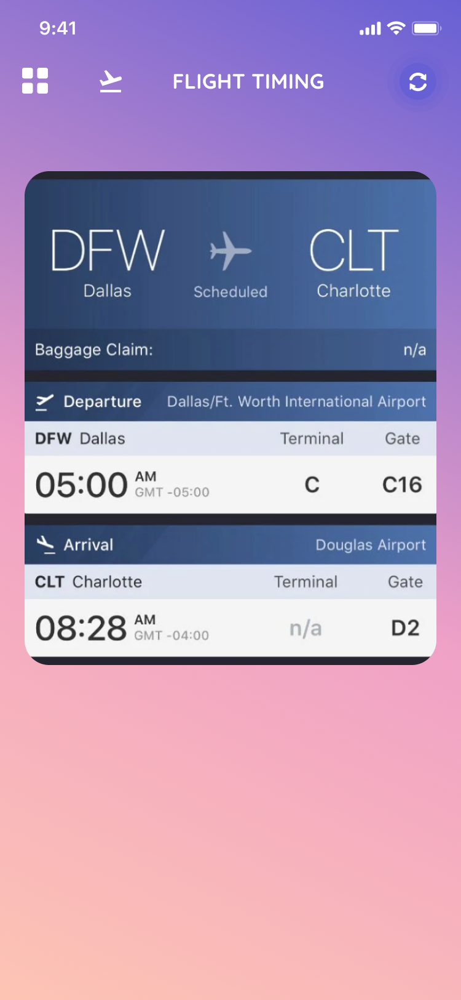 9:41
FLIGHT TIMING
DFW CLT
Dallas Scheduled Charlotte
Baggage Claim: n/a
Departure Dallas/Ft. Worth International Airport
DFW Dallas Terminal Gate
05:00 AM GMT -05:00 C C16
Arrival Douglas Airport
CLT Charlotte Terminal Gate
08:28 AM GMT -04:00 n/a D2